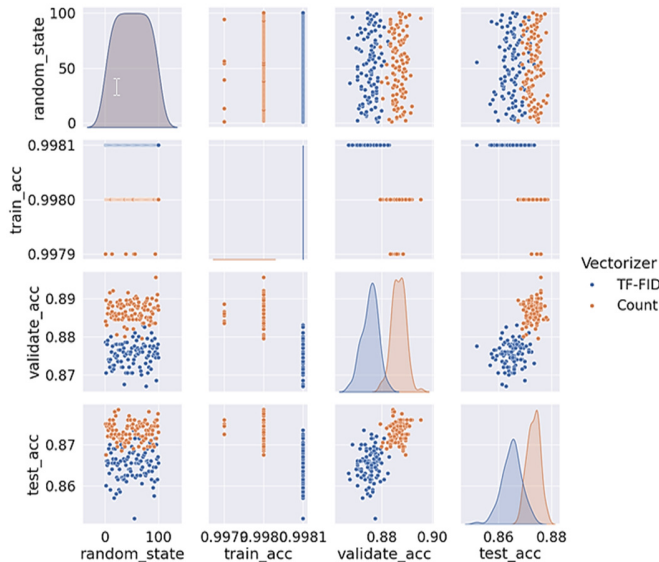 random_state
100
50
0
train_acc
0.9981
0.9980
0.9979
validate_acc
0.89
0.88
0.87
test_acc
0.87
0.86
Vectorizer
TF-FID
Count
0 100
0.9979 0.9980 0.9981
0.88 0.90
0.86 0.88
random_state train_acc validate_acc test_acc